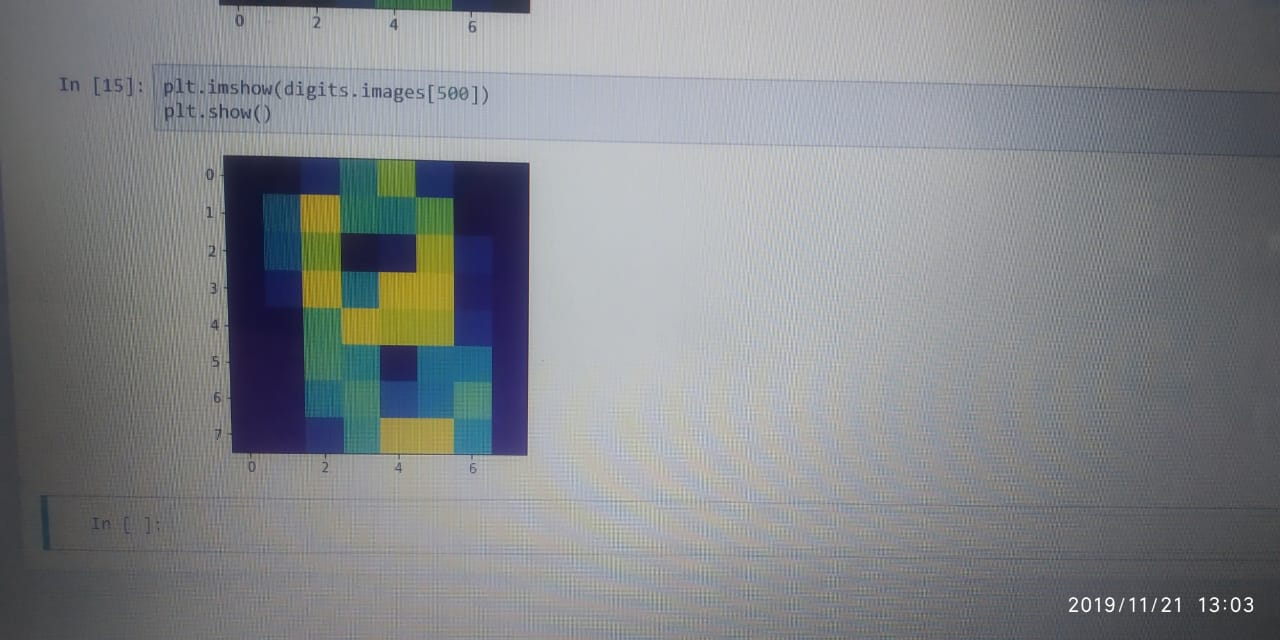 0 2 4 6
In [15]: plt.imshow(digits.images[500])
plt.show()
0
1
2
3
4
5
6
7
0 2 4 6
In [ ]:
2019/11/21 13:03